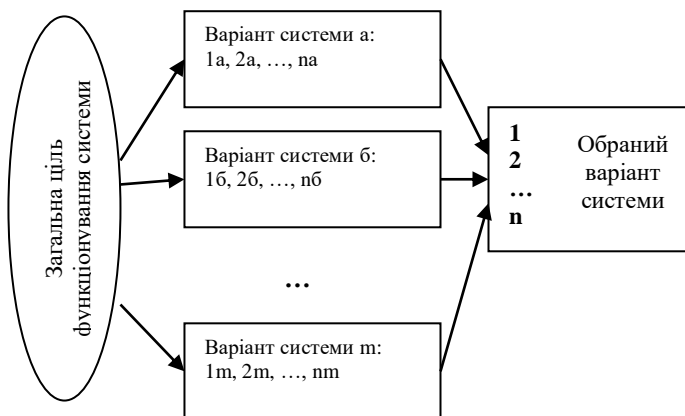 Загальна ціль
функціонування системи
Варіант системи а:
1а, 2а, …, nа
Варіант системи б:
1б, 2б, …, nб
…
Варіант системи m:
1m, 2m, …, nm
1
2
…
n
Обраний
варіант
системи